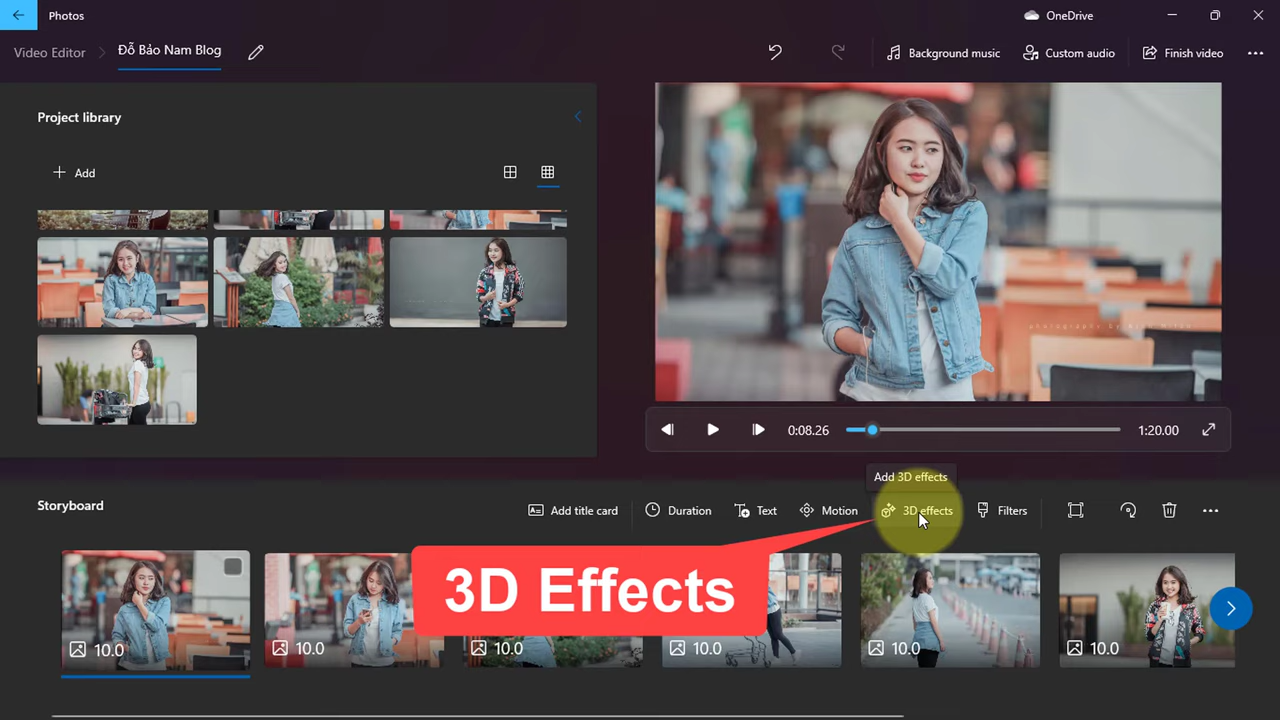 Photos
OneDrive
Video Editor
Đỗ Bảo Nam Blog
Background music
Custom audio
Finish video
Project library
Add
0:08.26
1:20.00
Add 3D effects
Storyboard
Add title card
Duration
Text
Motion
3D effects
Filters
3D Effects
10.0
10.0
10.0
10.0
10.0
10.0